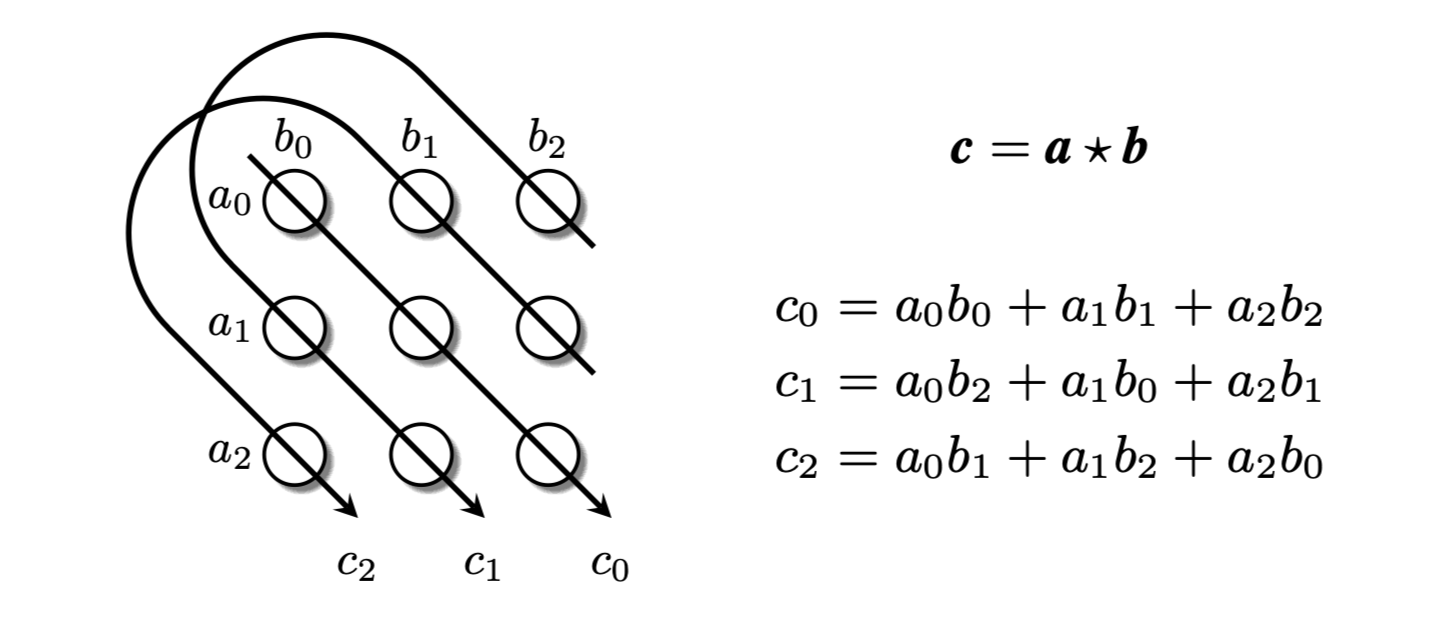 b₀ b₁ b₂
a₀
a₁
a₂
c₂ c₁ c₀
c = a ⋆ b
c₀ = a₀b₀ + a₁b₁ + a₂b₂
c₁ = a₀b₂ + a₁b₀ + a₂b₁
c₂ = a₀b₁ + a₁b₂ + a₂b₀